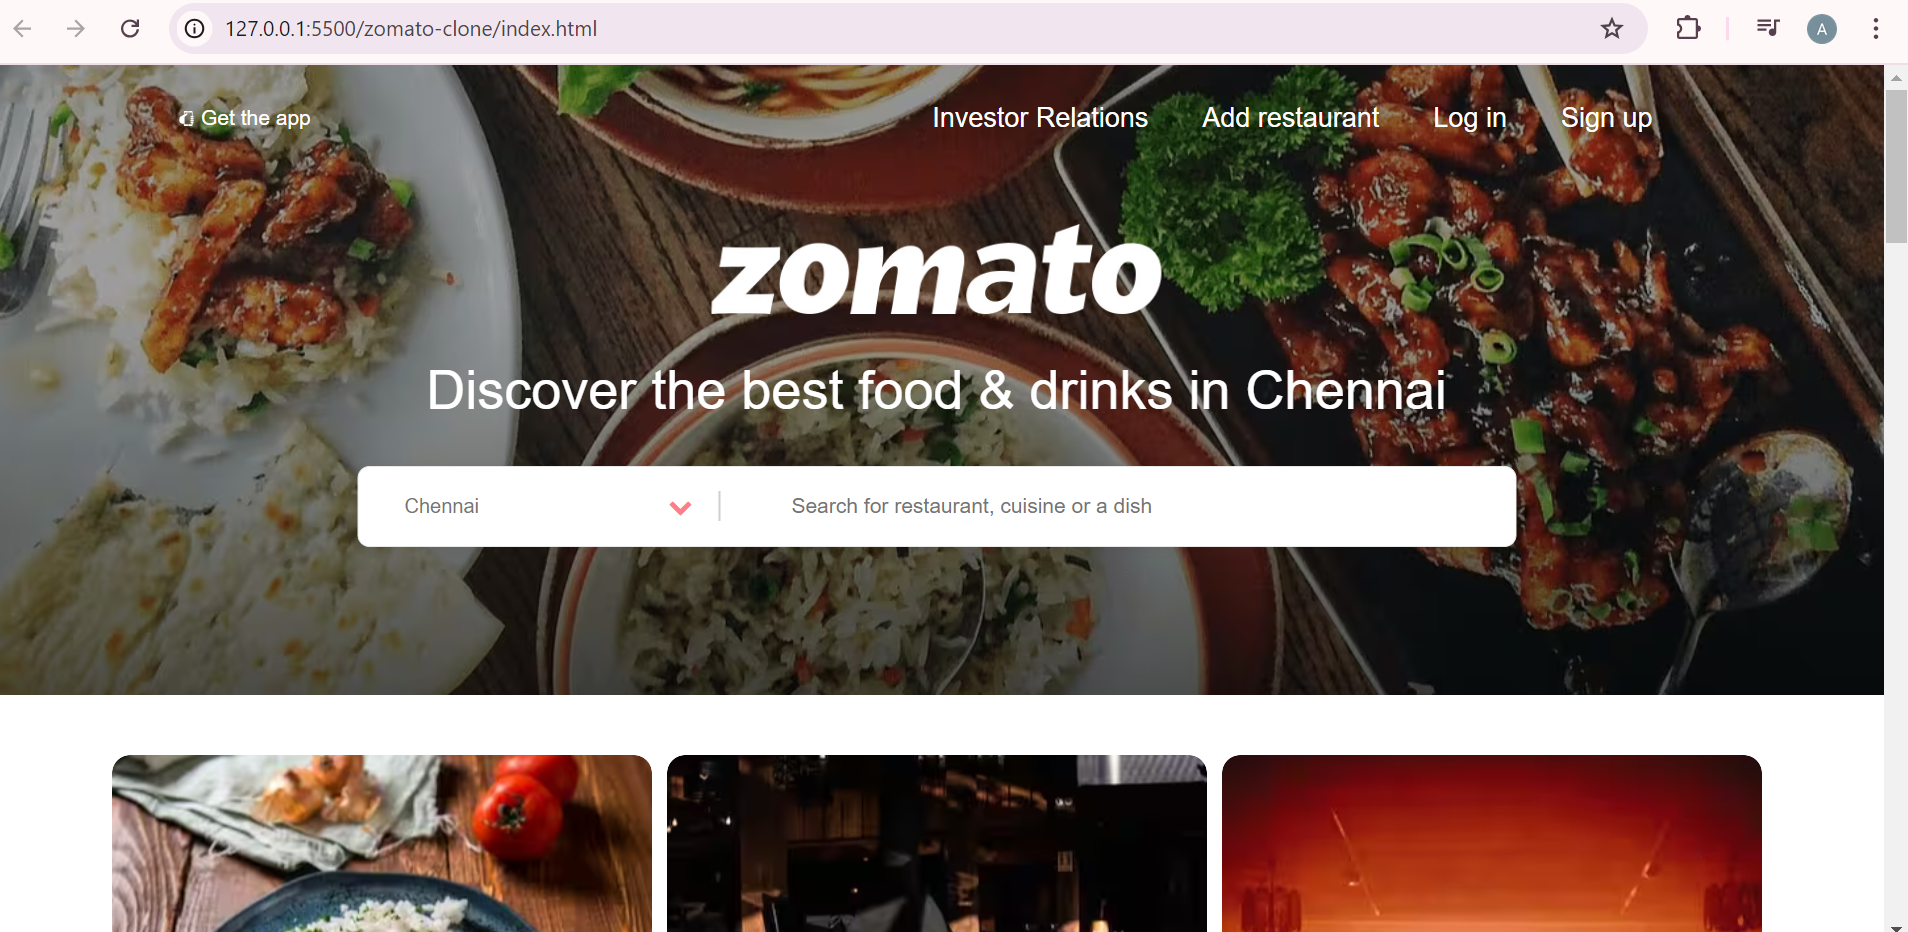 127.0.0.1:5500/zomato-clone/index.html
A
Get the app
Investor Relations
Add restaurant
Log in
Sign up
zomato
Discover the best food & drinks in Chennai
Chennai
Search for restaurant, cuisine or a dish